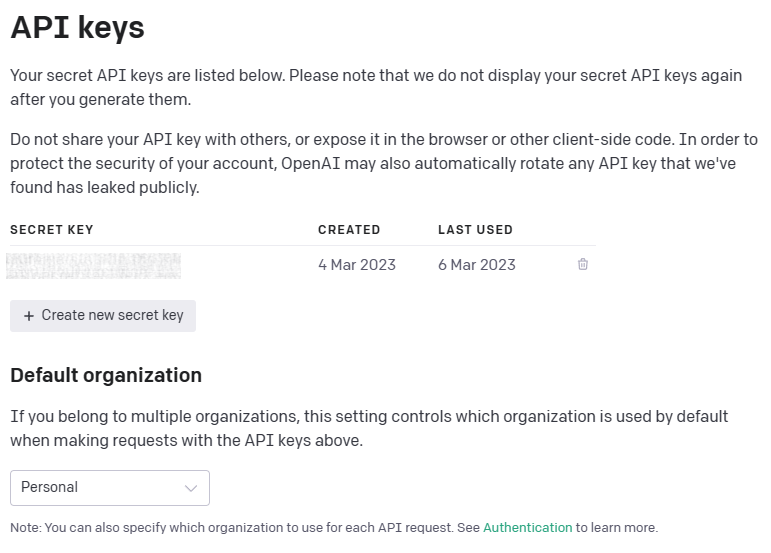 API keys
Your secret API keys are listed below. Please note that we do not display your secret API keys again
after you generate them.
Do not share your API key with others, or expose it in the browser or other client-side code. In order to
protect the security of your account, OpenAI may also automatically rotate any API key that we've
found has leaked publicly.
SECRET KEY CREATED LAST USED
4 Mar 2023 6 Mar 2023
+ Create new secret key
Default organization
If you belong to multiple organizations, this setting controls which organization is used by default
when making requests with the API keys above.
Personal
Note: You can also specify which organization to use for each API request. See Authentication to learn more.